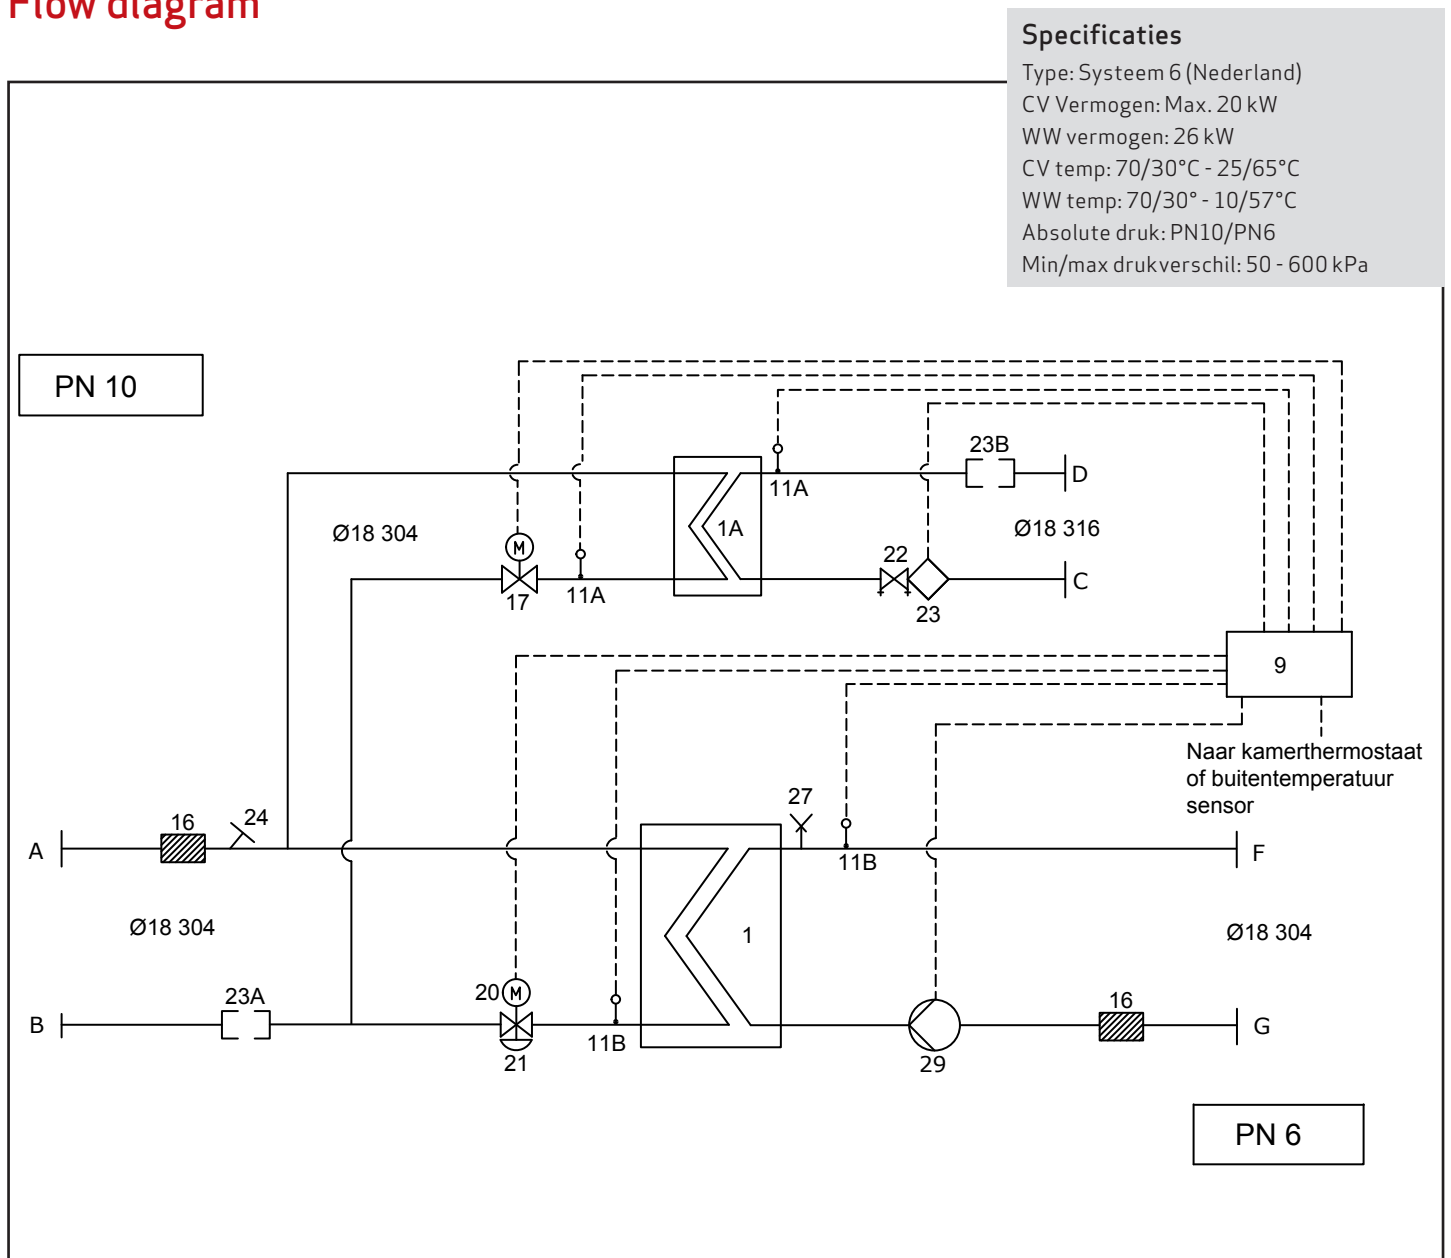 Flow diagram
Specificaties
Type: Systeem 6 (Nederland)
CV Vermogen: Max. 20 kW
WW vermogen: 26 kW
CV temp: 70/30°C - 25/65°C
WW temp: 70/30° - 10/57°C
Absolute druk: PN10/PN6
Min/max drukverschil: 50 - 600 kPa
PN 10
23B
D
11A
1A
Ø18 304
Ø18 316
M
22
17
11A
23
C
9
Naar kamerthermostaat
of buitentemperatuur
sensor
16
24
27
A
11B
F
Ø18 304
1
Ø18 304
23A
20
M
16
B
11B
21
29
G
PN 6